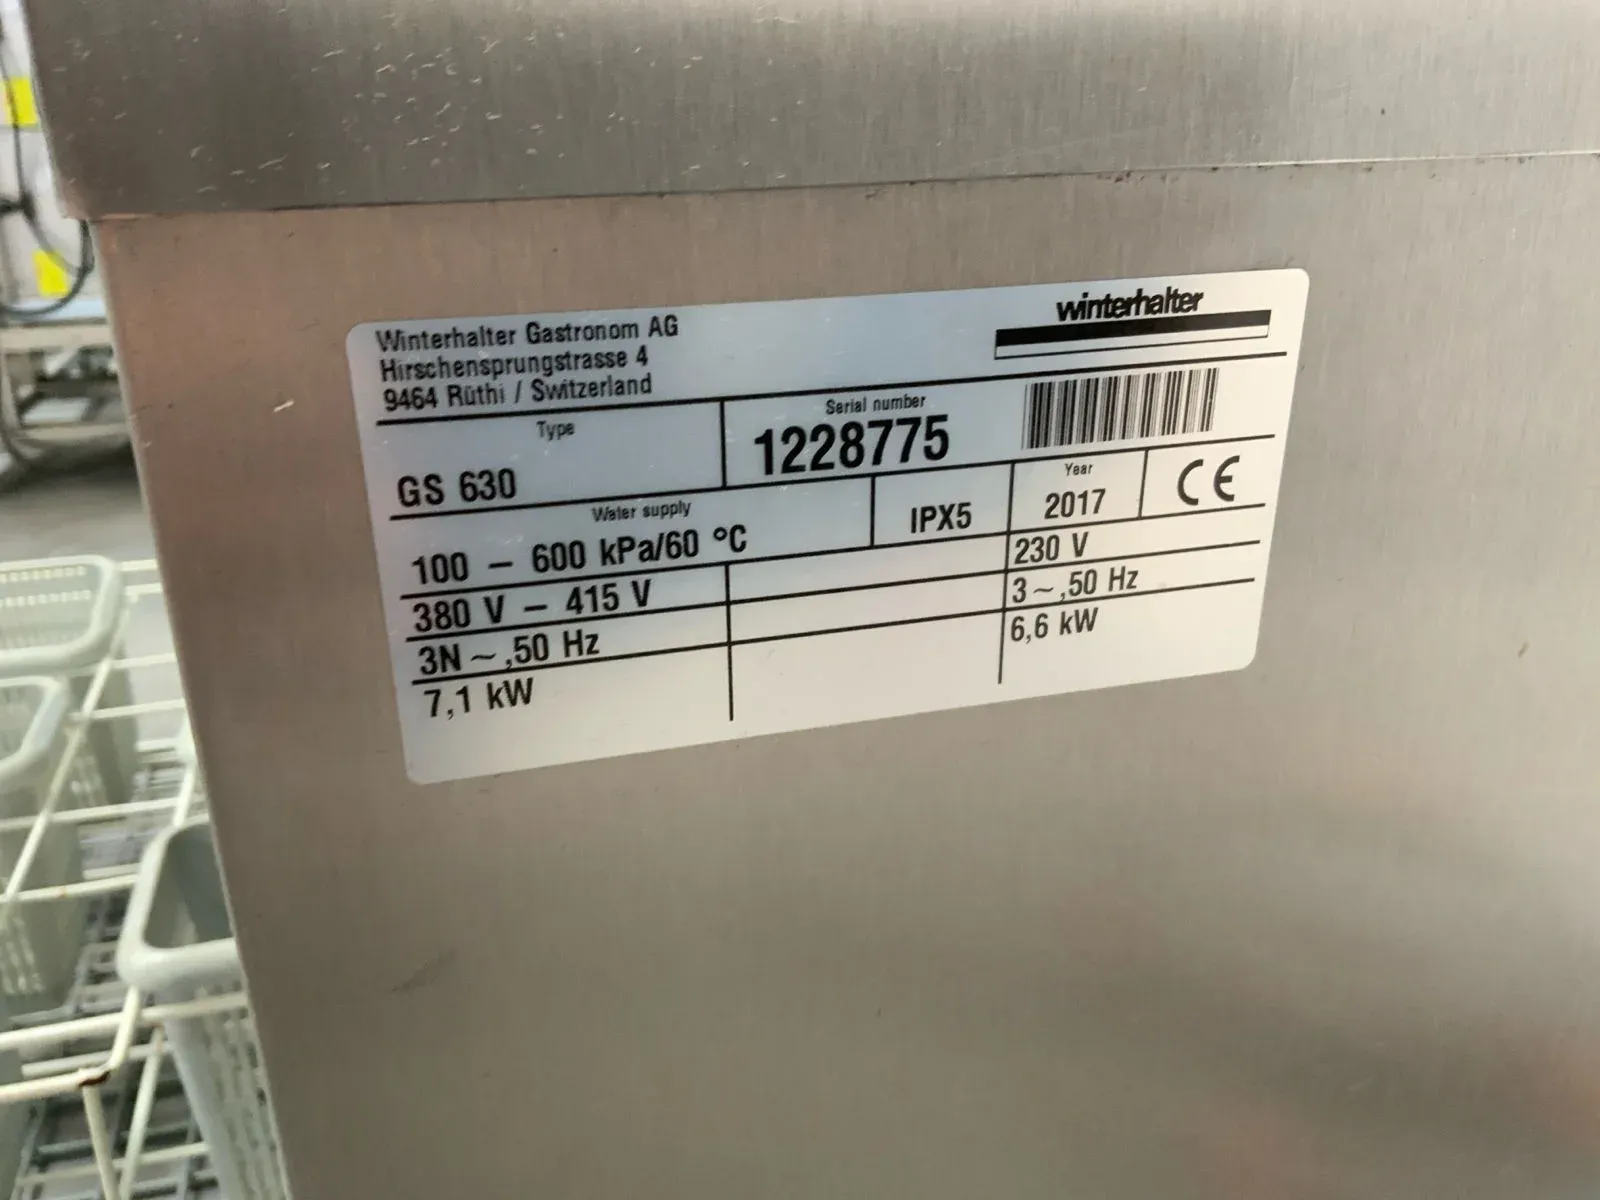 winterhalter
Winterhalter Gastronom AG
Hirschensprungstrasse 4
9464 Rüthi / Switzerland
Type
GS 630
Serial number
1228775
Water supply
100 – 600 kPa/60 °C
IPX5
Year
2017
CE
380 V – 415 V
3N ~ ,50 Hz
7,1 kW
230 V
3 ~ ,50 Hz
6,6 kW